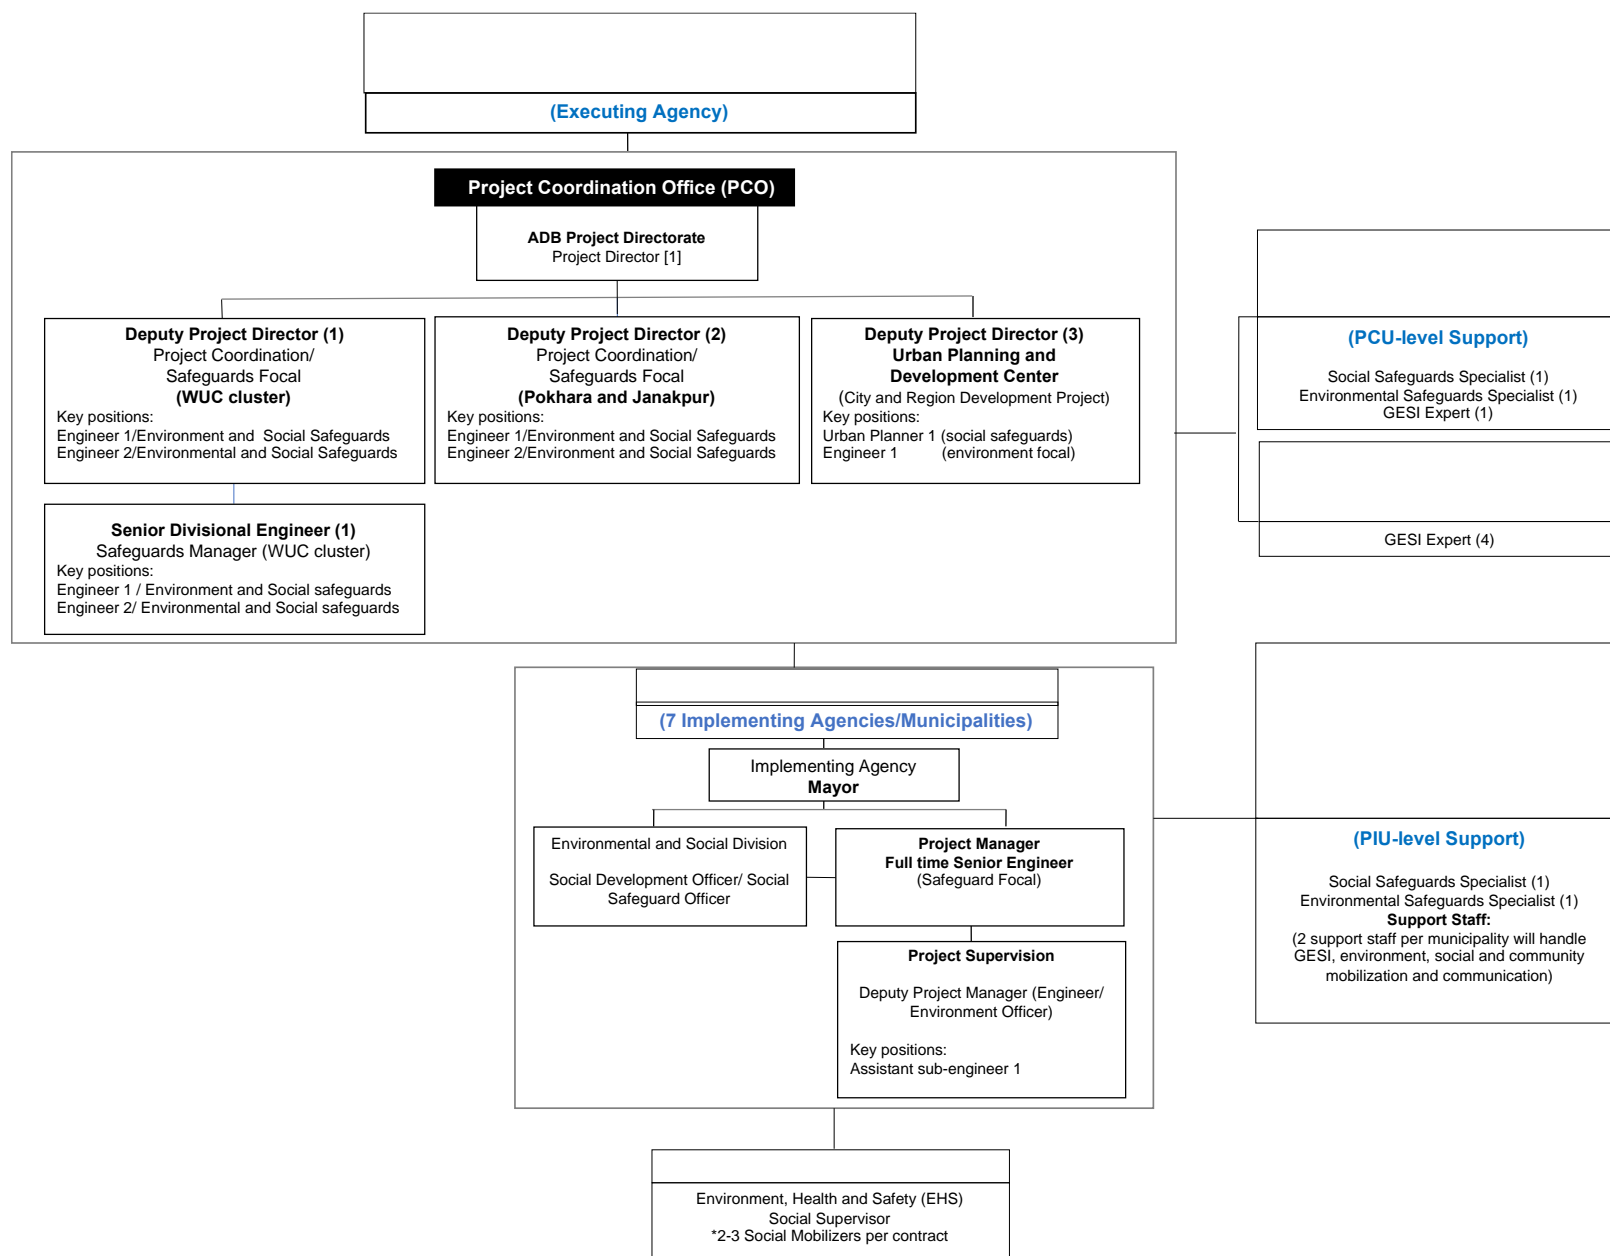 (Executing Agency)
Project Coordination Office (PCO)
ADB Project Directorate
Project Director [1]
Deputy Project Director (1)
Project Coordination/
Safeguards Focal
(WUC cluster)
Key positions:
Engineer 1/Environment and Social Safeguards
Engineer 2/Environmental and Social Safeguards
Deputy Project Director (2)
Project Coordination/
Safeguards Focal
(Pokhara and Janakpur)
Key positions:
Engineer 1/Environment and Social Safeguards
Engineer 2/Environment and Social Safeguards
Deputy Project Director (3)
Urban Planning and
Development Center
(City and Region Development Project)
Key positions:
Urban Planner 1 (social safeguards)
Engineer 1 (environment focal)
Senior Divisional Engineer (1)
Safeguards Manager (WUC cluster)
Key positions:
Engineer 1 / Environment and Social safeguards
Engineer 2/ Environmental and Social safeguards
(PCU-level Support)
Social Safeguards Specialist (1)
Environmental Safeguards Specialist (1)
GESI Expert (1)
GESI Expert (4)
(7 Implementing Agencies/Municipalities)
Implementing Agency
Mayor
Environmental and Social Division
Social Development Officer/ Social
Safeguard Officer
Project Manager
Full time Senior Engineer
(Safeguard Focal)
Project Supervision
Deputy Project Manager (Engineer/
Environment Officer)
Key positions:
Assistant sub-engineer 1
(PIU-level Support)
Social Safeguards Specialist (1)
Environmental Safeguards Specialist (1)
Support Staff:
(2 support staff per municipality will handle
GESI, environment, social and community
mobilization and communication)
Environment, Health and Safety (EHS)
Social Supervisor
*2-3 Social Mobilizers per contract